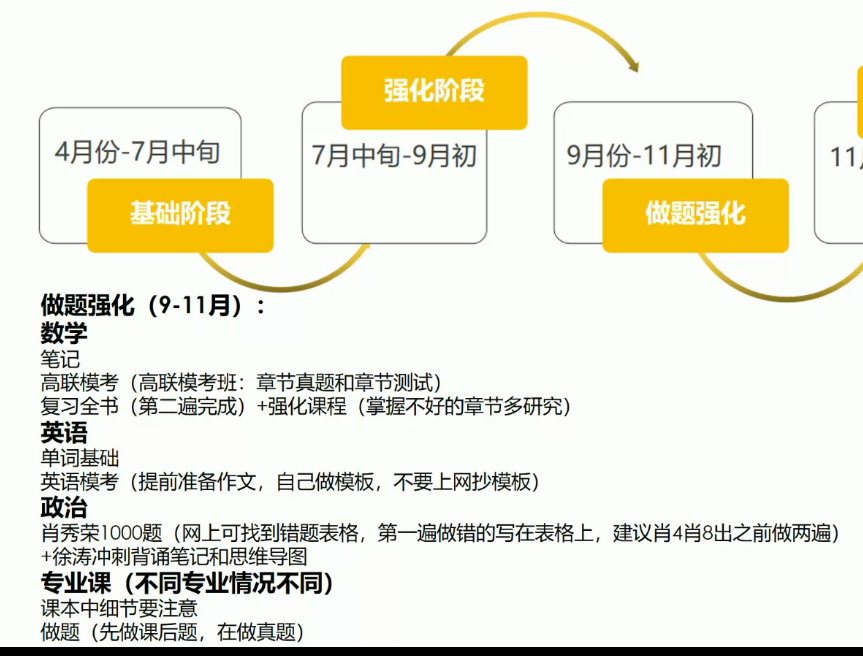 强化阶段
4月份-7月中旬
7月中旬-9月初
9月份-11月初
11
基础阶段
做题强化
做题强化（9-11月）：
数学
笔记
高联模考（高联模考班：章节真题和章节测试）
复习全书（第二遍完成）+强化课程（掌握不好的章节多研究）
英语
单词基础
英语模考（提前准备作文，自己做模板，不要上网抄模板）
政治
肖秀荣1000题（网上可找到错题表格，第一遍做错的写在表格上，建议肖4肖8出之前做两遍）
+徐涛冲刺背诵笔记和思维导图
专业课（不同专业情况不同）
课本中细节要注意
做题（先做课后题，在做真题）